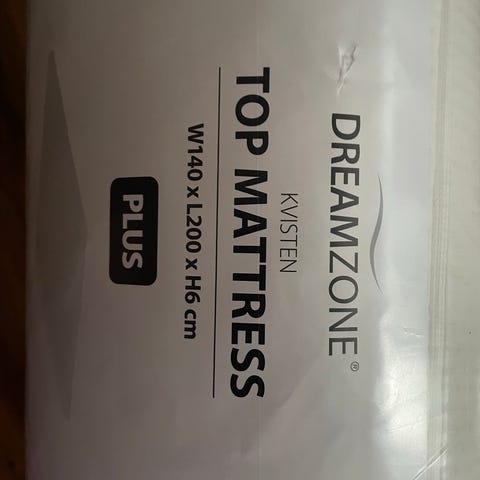 DREAMZONE®
KVISTEN
TOP MATTRESS
W140 x L200 x H6 cm
PLUS